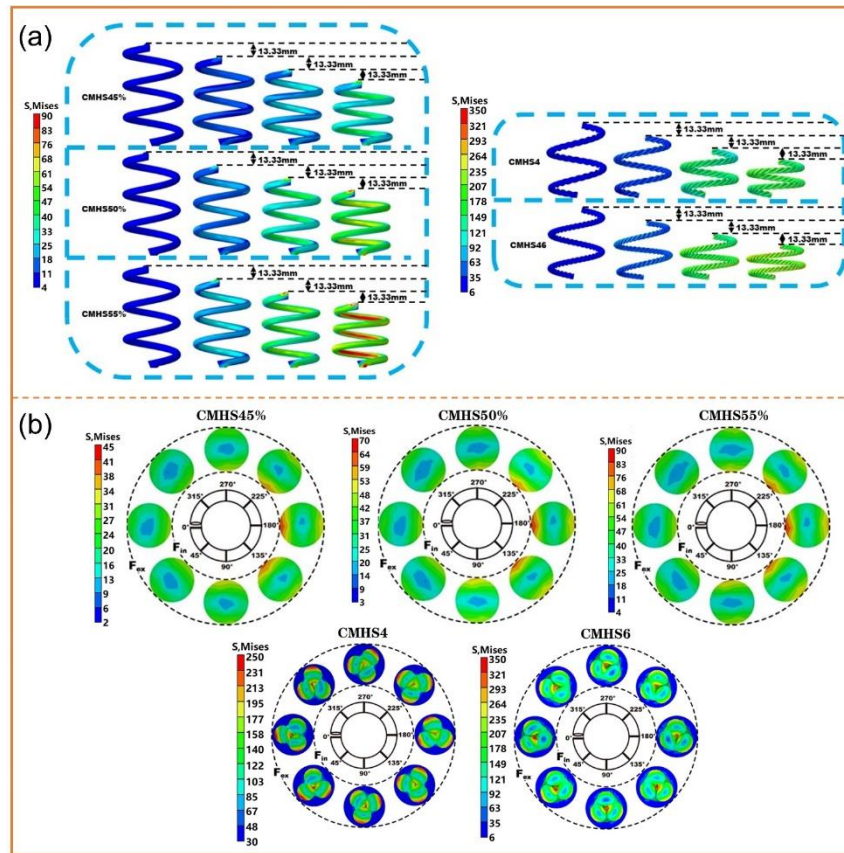 (a)
S,Mises
90
83
76
68
61
54
47
40
33
25
18
11
4
CMHS45%
13.33mm
13.33mm
13.33mm
CMHS50%
13.33mm
13.33mm
13.33mm
CMHS55%
13.33mm
13.33mm
13.33mm
S,Mises
350
321
293
264
235
207
178
149
121
92
63
35
6
CMHS4
13.33mm
13.33mm
13.33mm
CMHS46
13.33mm
13.33mm
13.33mm
(b)
CMHS45%
S,Mises
45
41
38
34
31
27
24
20
16
13
9
6
2
270°
315° 225°
0° 180°
45° 135°
90°
Fin
Fex
CMHS50%
S,Mises
70
64
59
53
48
42
37
31
25
20
14
9
3
270°
315° 225°
0° 180°
45° 135°
90°
Fin
Fex
CMHS55%
S,Mises
90
83
76
68
61
54
47
40
33
25
18
11
4
270°
315° 225°
0° 180°
45° 135°
90°
Fin
Fex
CMHS4
S,Mises
250
231
213
195
177
158
140
122
103
85
67
48
30
270°
315° 225°
0° 180°
45° 135°
90°
Fin
Fex
CMHS6
S,Mises
350
321
293
264
235
207
178
149
121
92
63
35
6
270°
315° 225°
0° 180°
45° 135°
90°
Fin
Fex